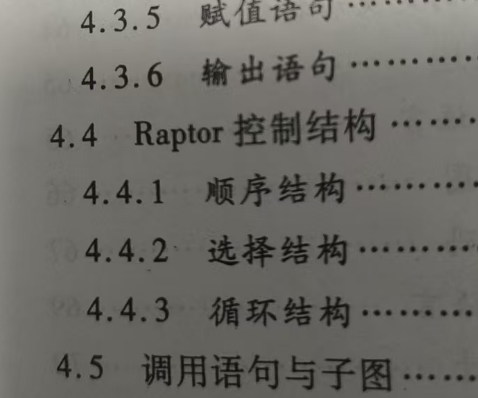 4.3.5 赋值语句……
4.3.6 输出语句……
4.4 Raptor 控制结构……
4.4.1 顺序结构……
4.4.2 选择结构……
4.4.3 循环结构……
4.5 调用语句与子图……